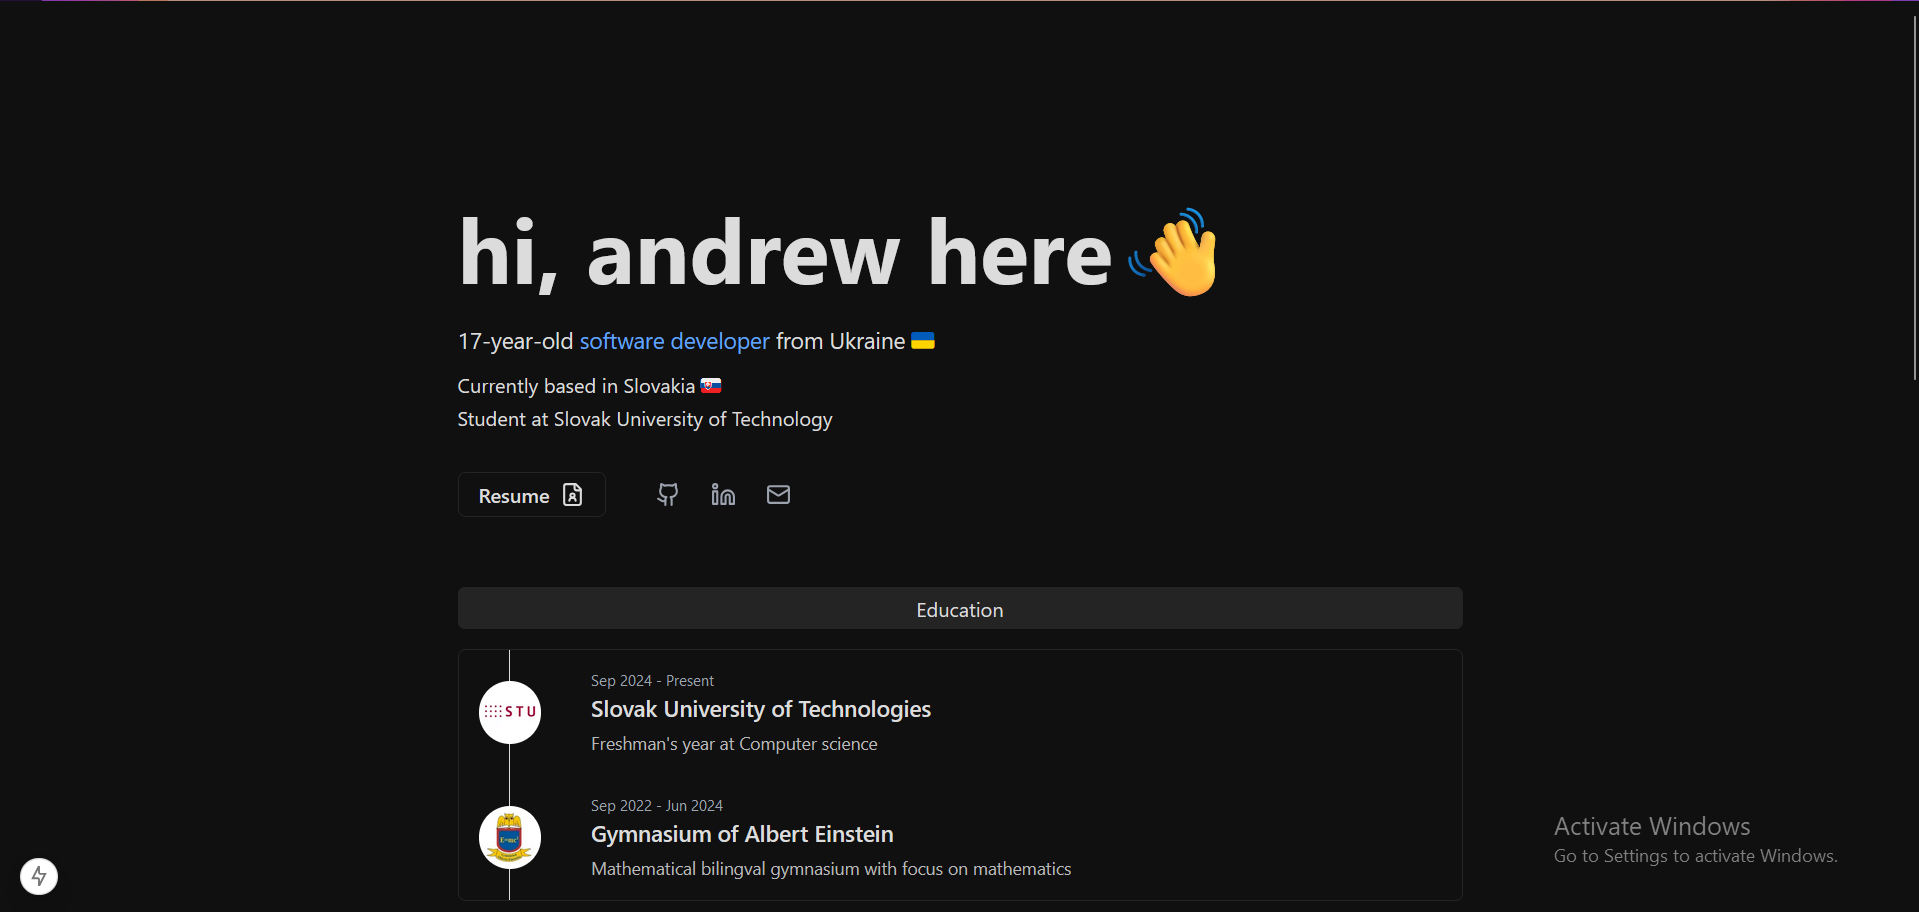 hi, andrew here 👋
17-year-old software developer from Ukraine 🇺🇦
Currently based in Slovakia 🇸🇰
Student at Slovak University of Technology
Resume
Education
Sep 2024 - Present
STU
Slovak University of Technologies
Freshman's year at Computer science
Sep 2022 - Jun 2024
E=mc²
Gymnasium of Albert Einstein
Mathematical bilingval gymnasium with focus on mathematics
Activate Windows
Go to Settings to activate Windows.